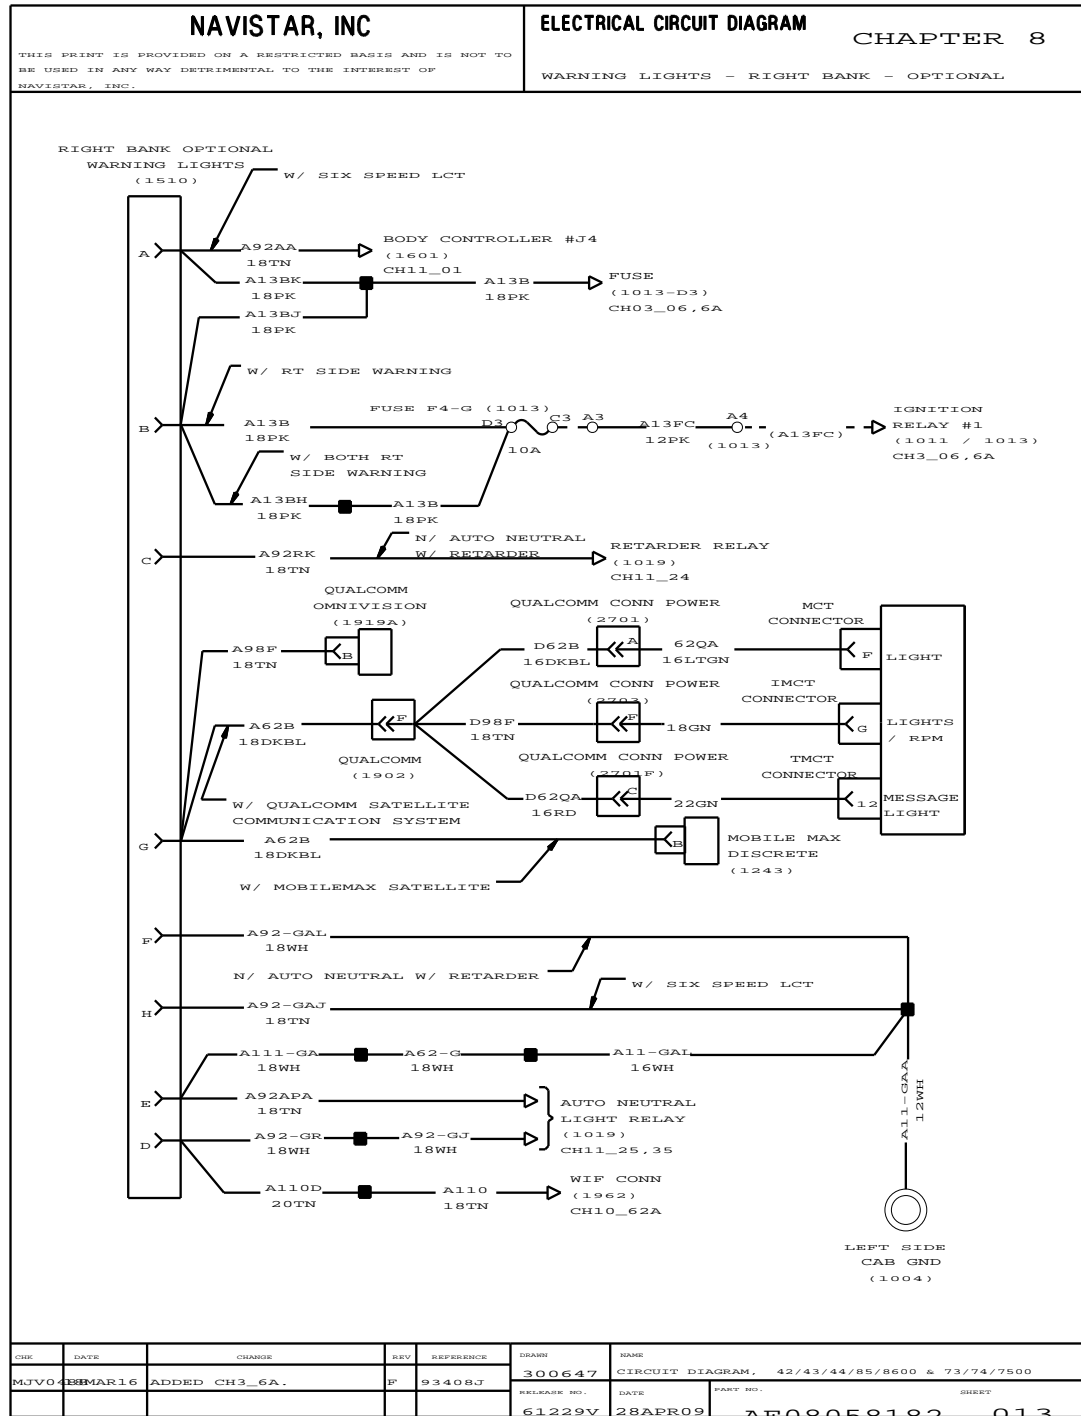 NAVISTAR, INC
THIS PRINT IS PROVIDED ON A RESTRICTED BASIS AND IS NOT TO
BE USED IN ANY WAY DETRIMENTAL TO THE INTEREST OF
NAVISTAR, INC.
ELECTRICAL CIRCUIT DIAGRAM
CHAPTER 8
WARNING LIGHTS - RIGHT BANK - OPTIONAL
RIGHT BANK OPTIONAL
WARNING LIGHTS
(1510)
W/ SIX SPEED LCT
A
A92AA
18TN
BODY CONTROLLER #J4
(1601)
CH11_01
A13BK
18PK
A13B
18PK
FUSE
(1013-D3)
CH03_06,6A
A13BJ
18PK
W/ RT SIDE WARNING
B
A13B
18PK
FUSE F4-G (1013)
D3
10A
C3
A3
A13FC
12PK
A4
(1013)
(A13FC)
IGNITION
RELAY #1
(1011 / 1013)
CH3_06,6A
W/ BOTH RT
SIDE WARNING
A13BH
18PK
A13B
18PK
C
A92RK
18TN
N/ AUTO NEUTRAL
W/ RETARDER
RETARDER RELAY
(1019)
CH11_24
QUALCOMM
OMNIVISION
(1919A)
A98F
18TN
B
QUALCOMM CONN POWER
(2701)
D62B
16DKBL
A
62QA
16LTGN
MCT
CONNECTOR
F
LIGHT
A62B
18DKBL
F
QUALCOMM
(1902)
QUALCOMM CONN POWER
(2703)
D98F
18TN
F
18GN
IMCT
CONNECTOR
G
LIGHTS
/ RPM
QUALCOMM CONN POWER
(2701F)
D62QA
16RD
C
22GN
TMCT
CONNECTOR
12
MESSAGE
LIGHT
W/ QUALCOMM SATELLITE
COMMUNICATION SYSTEM
G
A62B
18DKBL
B
MOBILE MAX
DISCRETE
(1243)
W/ MOBILEMAX SATELLITE
F
A92-GAL
18WH
N/ AUTO NEUTRAL W/ RETARDER
W/ SIX SPEED LCT
H
A92-GAJ
18TN
A111-GA
18WH
A62-G
18WH
A11-GAL
16WH
A11-GAA
12WH
E
A92APA
18TN
AUTO NEUTRAL
LIGHT RELAY
(1019)
CH11_25,35
D
A92-GR
18WH
A92-GJ
18WH
A110D
20TN
A110
18TN
WIF CONN
(1962)
CH10_62A
LEFT SIDE
CAB GND
(1004)
CHK DATE CHANGE REV REFERENCE
MAR16 ADDED CH3_6A. F 93408J
DRAWN
300647
NAME
CIRCUIT DIAGRAM, 42/43/44/85/8600 & 73/74/7500
RELEASE NO.
61229V
DATE
28APR09
PART NO.
SHEET
013